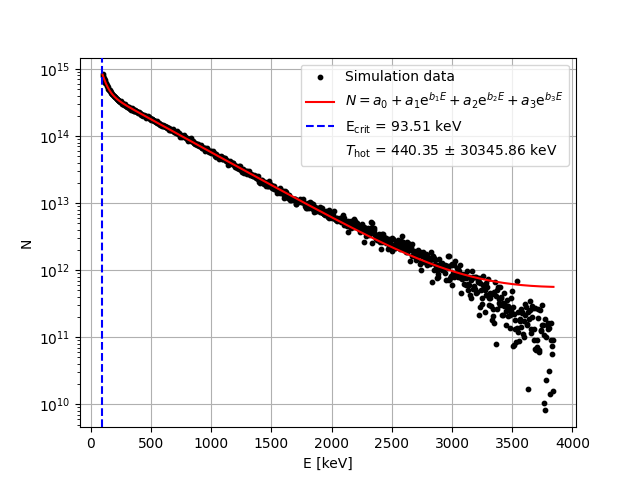 Simulation data
N = a₀ + a₁e^{b₁E} + a₂e^{b₂E} + a₃e^{b₃E}
E_crit = 93.51 keV
T_hot = 440.35 ± 30345.86 keV
10¹⁵
10¹⁴
10¹³
10¹²
10¹¹
10¹⁰
N
0 500 1000 1500 2000 2500 3000 3500 4000
E [keV]